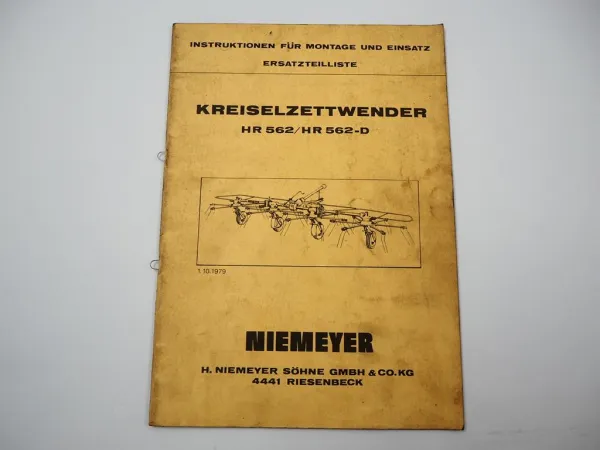 INSTRUKTIONEN FÜR MONTAGE UND EINSATZ
ERSATZTEILLISTE
KREISELZETTWENDER
HR 562/HR 562-D
1.10.1979
NIEMEYER
H. NIEMEYER SÖHNE GMBH & CO. KG
4441 RIESENBECK